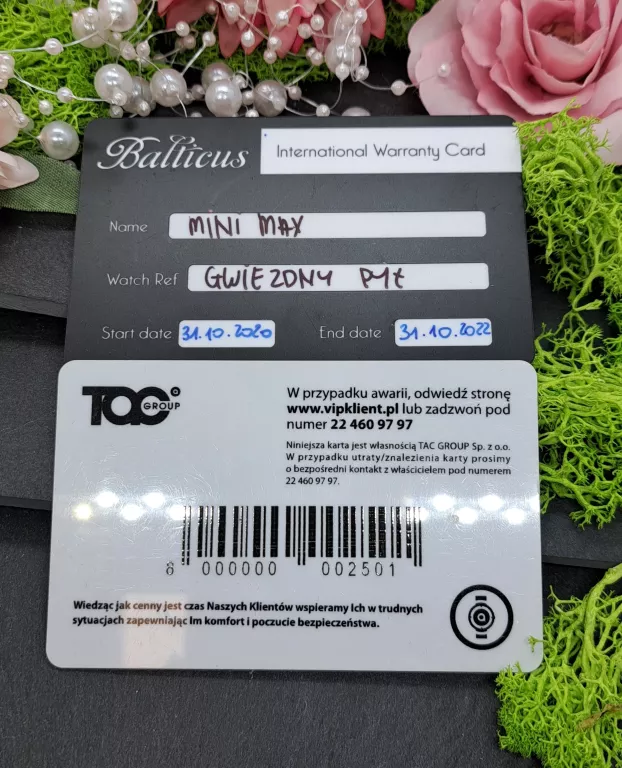 Balticus International Warranty Card
Name MINI MAX
Watch Ref GWIEZDNY PYŁ
Start date 31.10.2020 End date 31.10.2022
TAC GROUP
W przypadku awarii, odwiedź stronę
www.vipklient.pl lub zadzwoń pod
numer 22 460 97 97
Niniejsza karta jest własnością TAC GROUP Sp. z o.o.
W przypadku utraty/znalezienia karty prosimy
o bezpośredni kontakt z właścicielem pod numerem
22 460 97 97.
000000 002501
Wiedząc jak cenny jest czas Naszych Klientów wspieramy Ich w trudnych
sytuacjach zapewniając Im komfort i poczucie bezpieczeństwa.